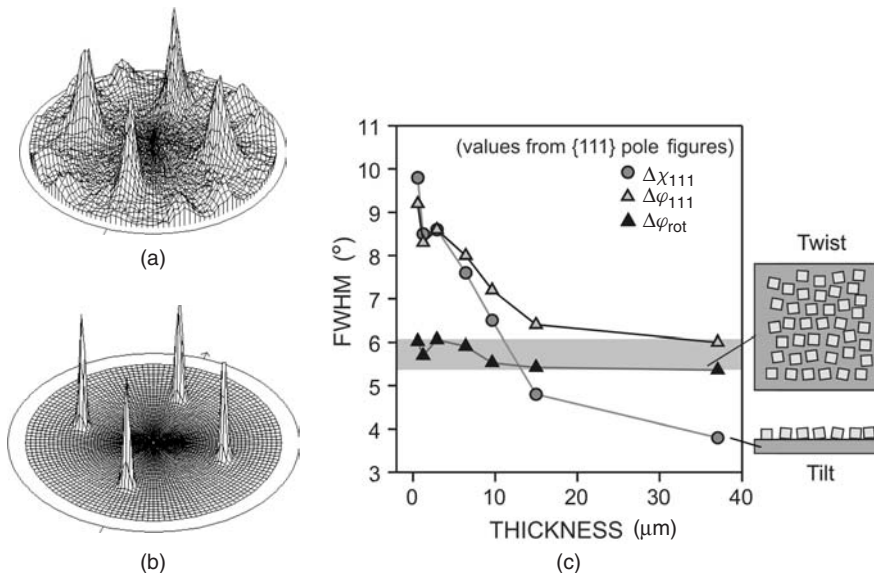 (a)
(b)
11
10
9
8
7
6
5
4
3
FWHM (°)
(values from {111} pole figures)
Δχ111
Δφ111
Δφrot
0
10
20
30
40
THICKNESS (μm)
(c)
Twist
Tilt